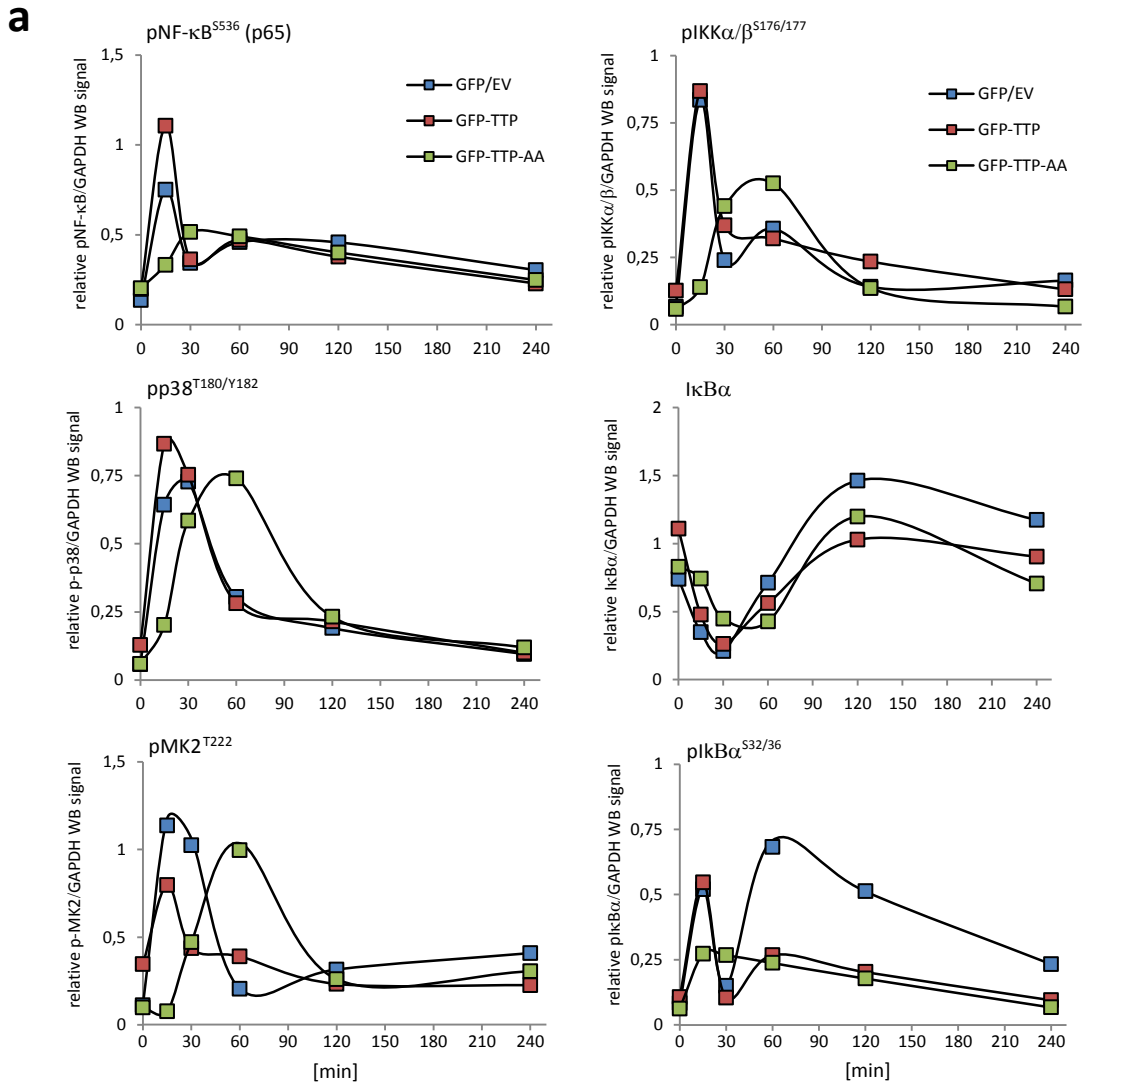 a
pNF-κB^S536 (p65)
relative pNF-κB/GAPDH WB signal
1,5
1
0,5
0
0 30 60 90 120 150 180 210 240
GFP/EV
GFP-TTP
GFP-TTP-AA
pIKKα/β^S176/177
relative pIKKα/β/GAPDH WB signal
1
0,75
0,5
0,25
0
0 30 60 90 120 150 180 210 240
GFP/EV
GFP-TTP
GFP-TTP-AA
pp38^T180/Y182
relative p-p38/GAPDH WB signal
1
0,75
0,5
0,25
0
0 30 60 90 120 150 180 210 240
IκBα
relative IκBα/GAPDH WB signal
2
1,5
1
0,5
0
0 30 60 90 120 150 180 210 240
pMK2^T222
relative p-MK2/GAPDH WB signal
1,5
1
0,5
0
0 30 60 90 120 150 180 210 240
[min]
pIkBα^S32/36
relative pIκBα/GAPDH WB signal
1
0,75
0,5
0,25
0
0 30 60 90 120 150 180 210 240
[min]